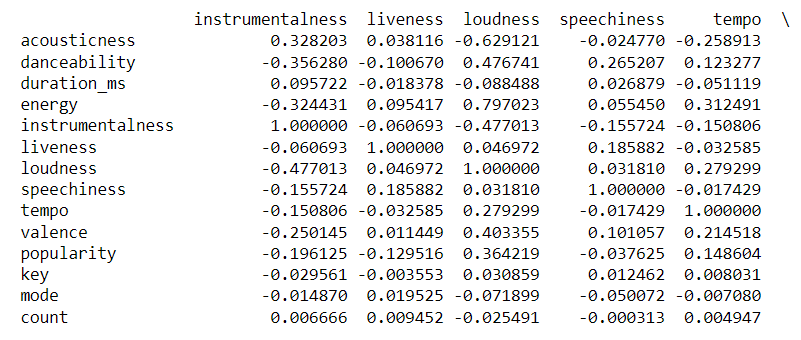 instrumentalness  liveness  loudness  speechiness     tempo  \
acousticness              0.328203  0.038116 -0.629121    -0.024770 -0.258913
danceability             -0.356280 -0.100670  0.476741     0.265207  0.123277
duration_ms               0.095722 -0.018378 -0.088488     0.026879 -0.051119
energy                   -0.324431  0.095417  0.797023     0.055450  0.312491
instrumentalness          1.000000 -0.060693 -0.477013    -0.155724 -0.150806
liveness                 -0.060693  1.000000  0.046972     0.185882 -0.032585
loudness                 -0.477013  0.046972  1.000000     0.031810  0.279299
speechiness              -0.155724  0.185882  0.031810     1.000000 -0.017429
tempo                    -0.150806 -0.032585  0.279299    -0.017429  1.000000
valence                  -0.250145  0.011449  0.403355     0.101057  0.214518
popularity               -0.196125 -0.129516  0.364219    -0.037625  0.148604
key                      -0.029561 -0.003553  0.030859     0.012462  0.008031
mode                     -0.014870  0.019525 -0.071899    -0.050072 -0.007080
count                     0.006666  0.009452 -0.025491    -0.000313  0.004947